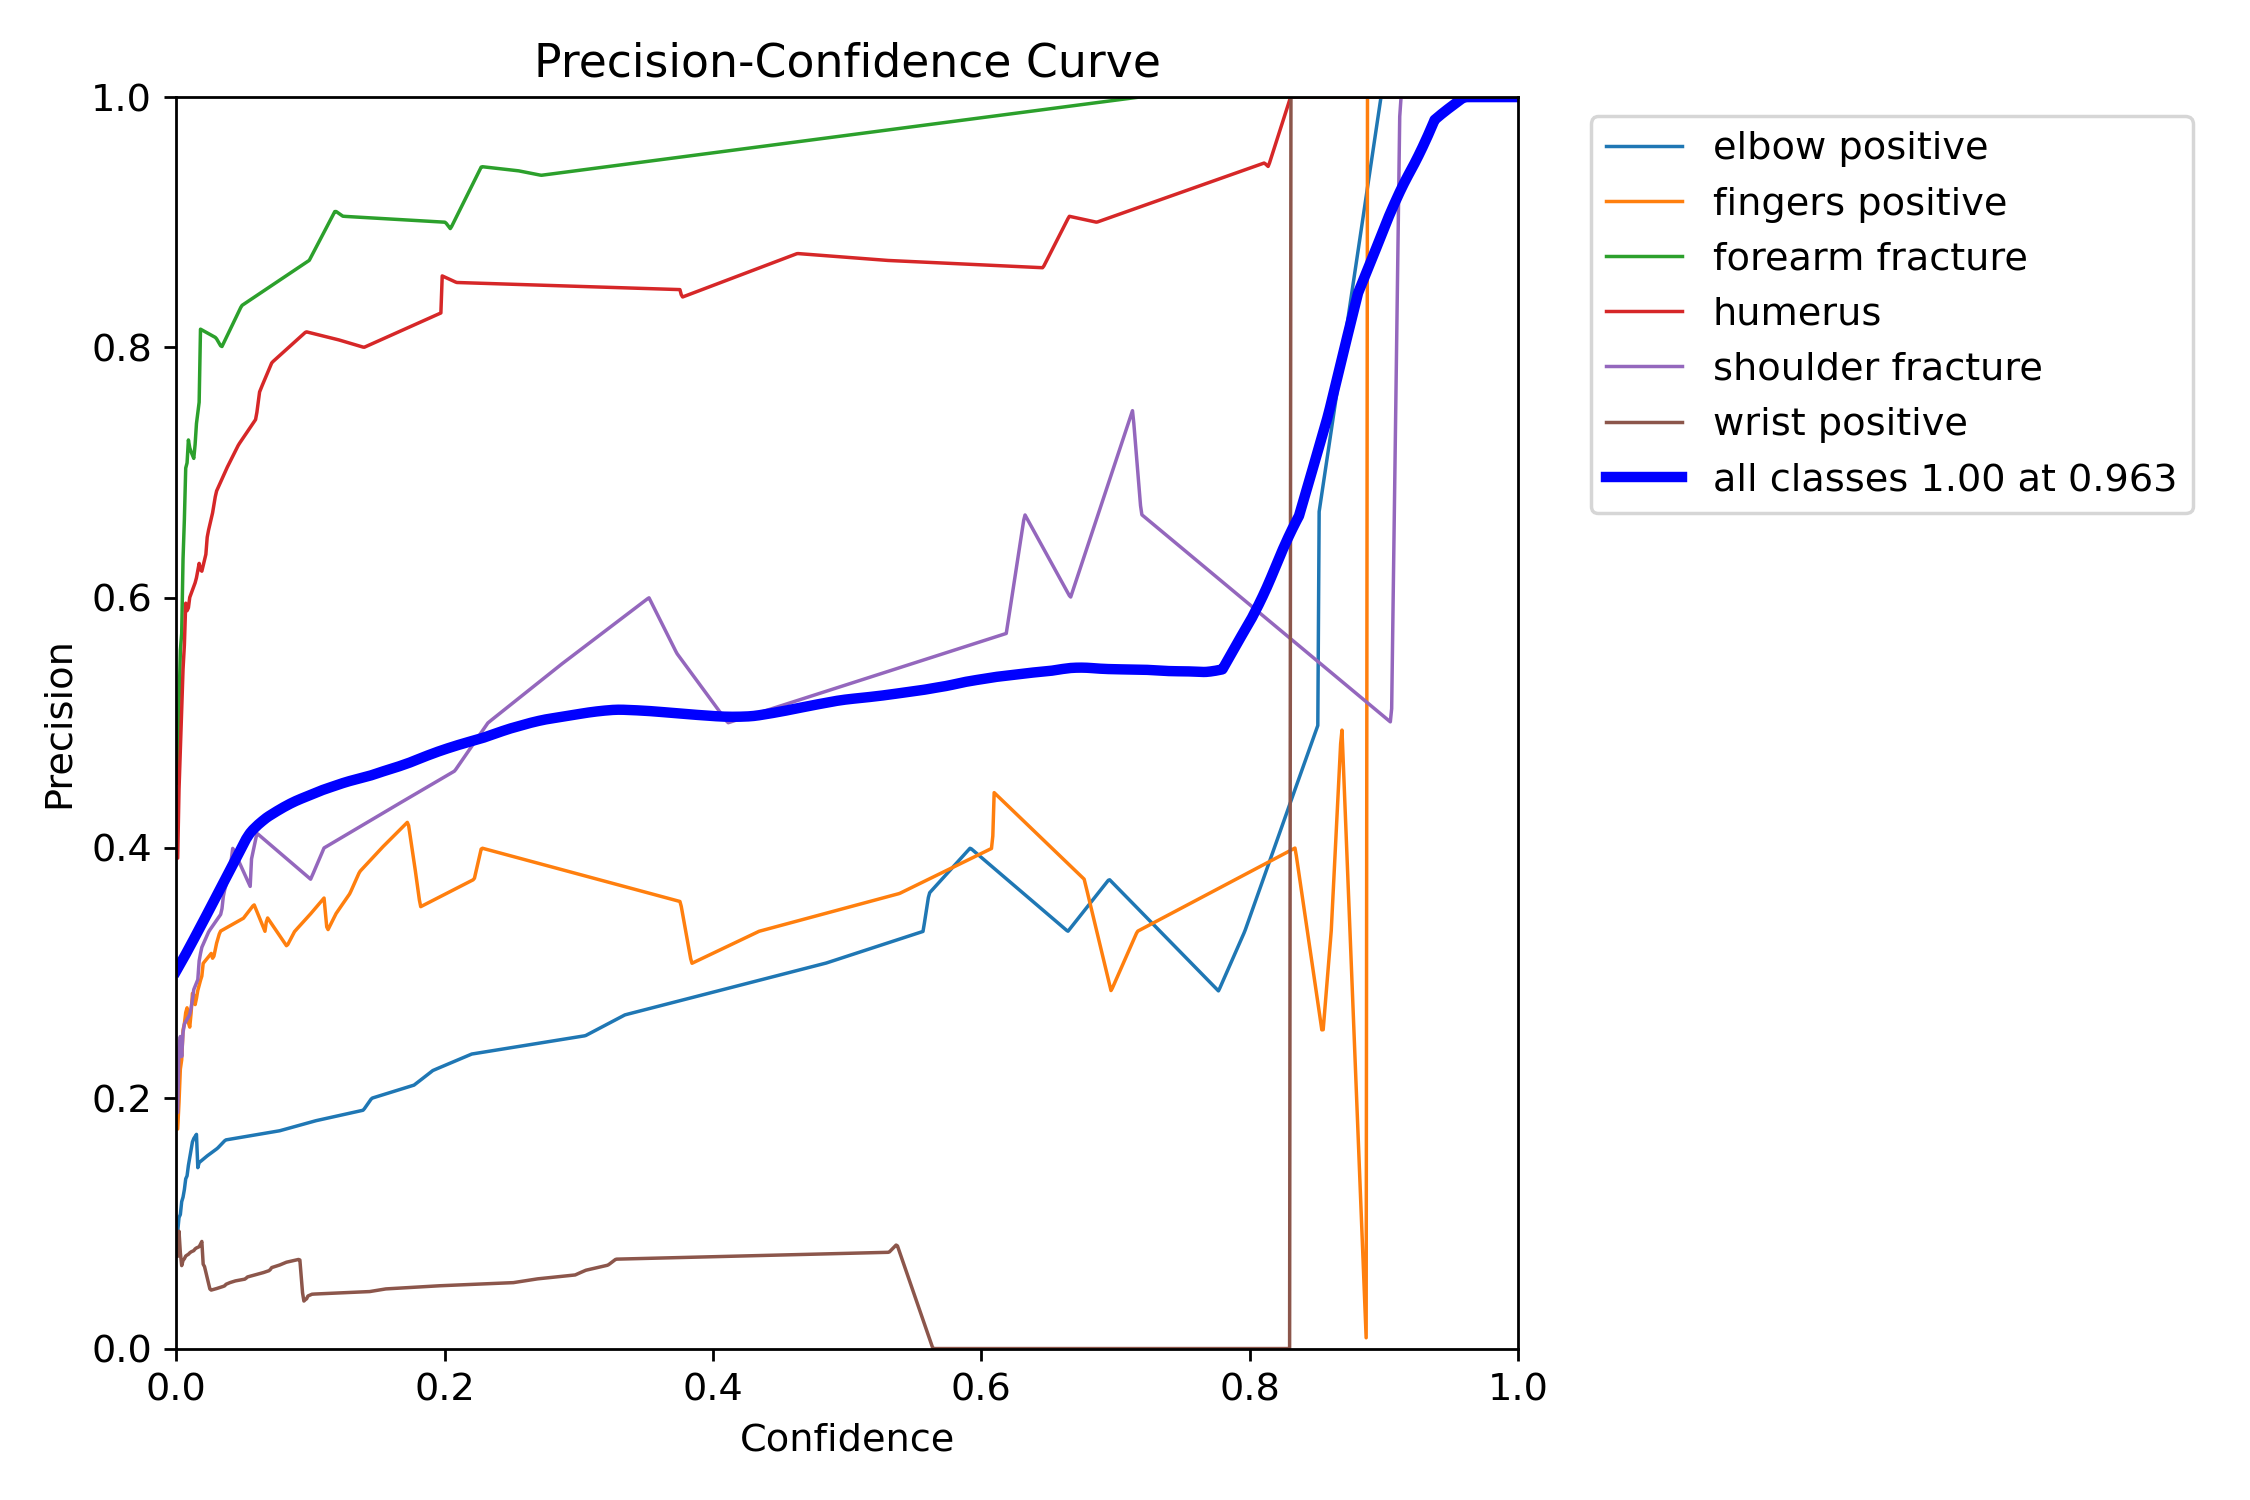 Precision-Confidence Curve
1.0
0.8
0.6
0.4
0.2
0.0
Precision
0.0 0.2 0.4 0.6 0.8 1.0
Confidence
elbow positive
fingers positive
forearm fracture
humerus
shoulder fracture
wrist positive
all classes 1.00 at 0.963